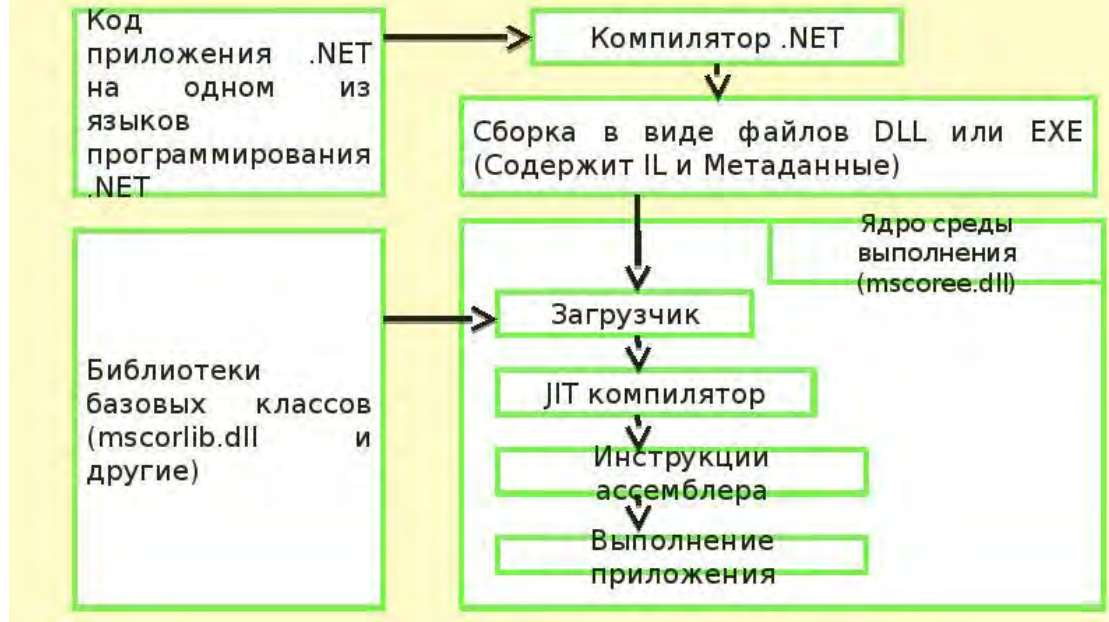 Код
приложения .NET
на одном из
языков
программирования
.NET
Компилятор .NET
Сборка в виде файлов DLL или EXE
(Содержит IL и Метаданные)
Ядро среды
выполнения
(mscoree.dll)
Библиотеки
базовых классов
(mscorlib.dll и
другие)
Загрузчик
JIT компилятор
Инструкции
ассемблера
Выполнение
приложения